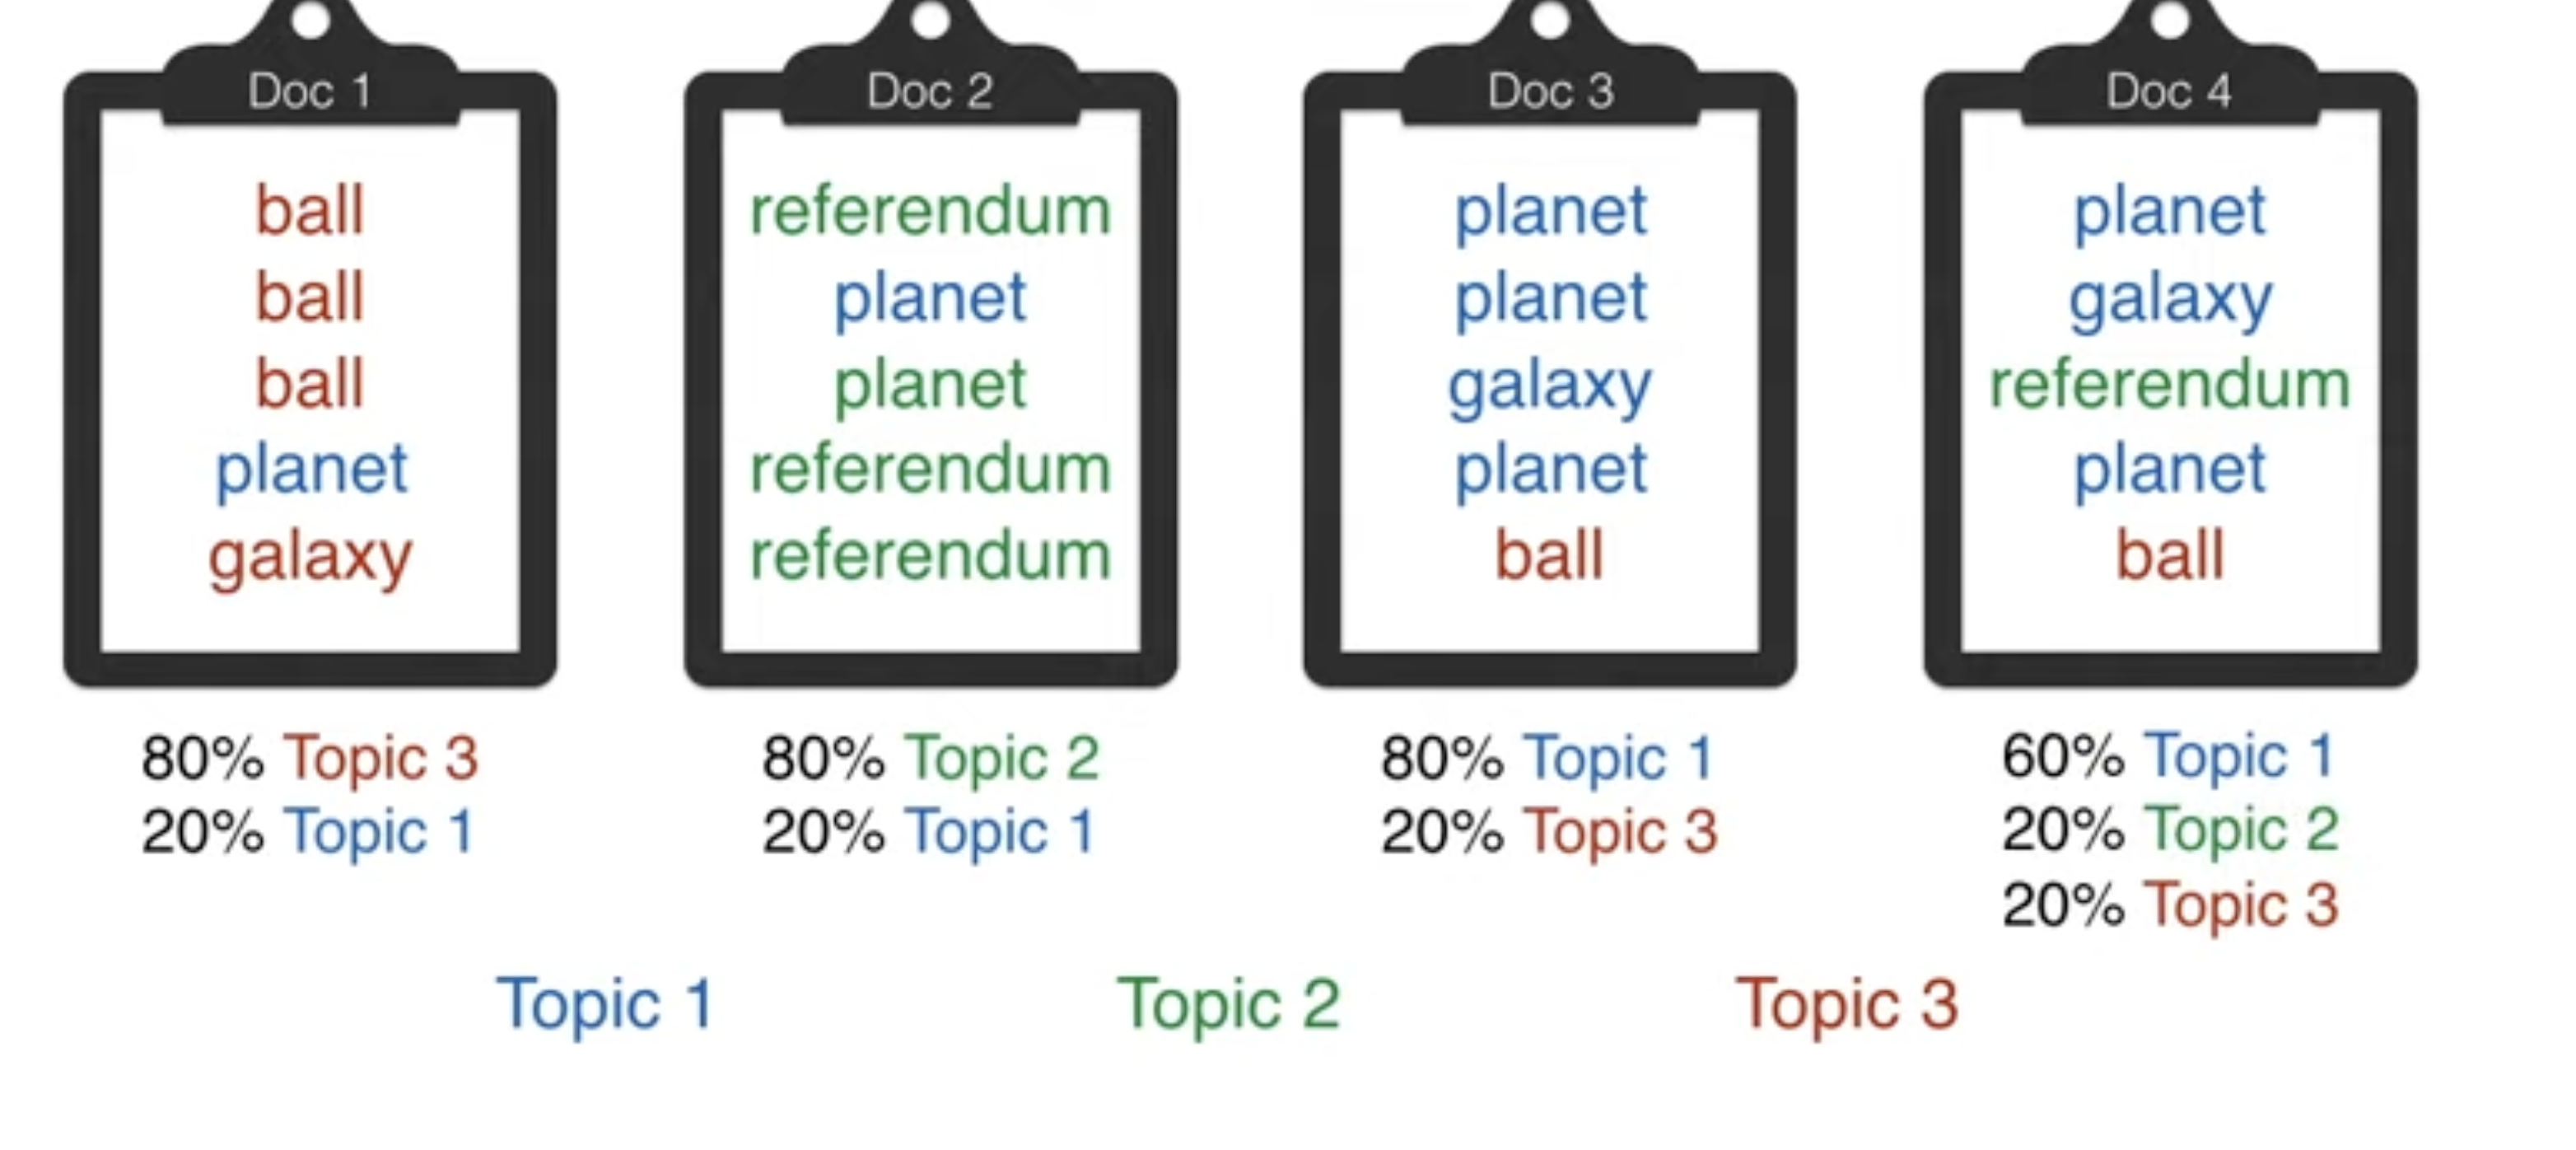 Doc 1
ball
ball
ball
planet
galaxy
80% Topic 3
20% Topic 1
Doc 2
referendum
planet
planet
referendum
referendum
80% Topic 2
20% Topic 1
Doc 3
planet
planet
galaxy
planet
ball
80% Topic 1
20% Topic 3
Doc 4
planet
galaxy
referendum
planet
ball
60% Topic 1
20% Topic 2
20% Topic 3
Topic 1
Topic 2
Topic 3